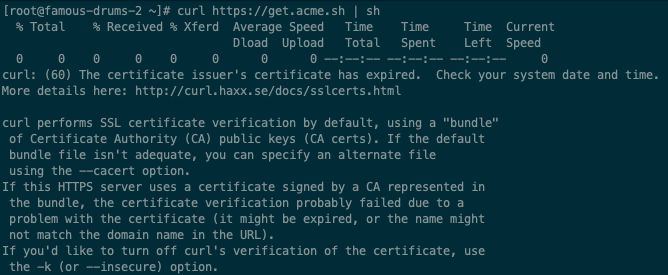 [root@famous-drums-2 ~]# curl https://get.acme.sh | sh
  % Total    % Received % Xferd  Average Speed   Time    Time     Time  Current
                                 Dload  Upload   Total   Spent    Left  Speed
  0     0    0     0    0     0      0      0 --:--:-- --:--:-- --:--:--     0
curl: (60) The certificate issuer's certificate has expired.  Check your system date and time.
More details here: http://curl.haxx.se/docs/sslcerts.html

curl performs SSL certificate verification by default, using a "bundle"
 of Certificate Authority (CA) public keys (CA certs). If the default
 bundle file isn't adequate, you can specify an alternate file
 using the --cacert option.
If this HTTPS server uses a certificate signed by a CA represented in
 the bundle, the certificate verification probably failed due to a
 problem with the certificate (it might be expired, or the name might
 not match the domain name in the URL).
If you'd like to turn off curl's verification of the certificate, use
 the -k (or --insecure) option.